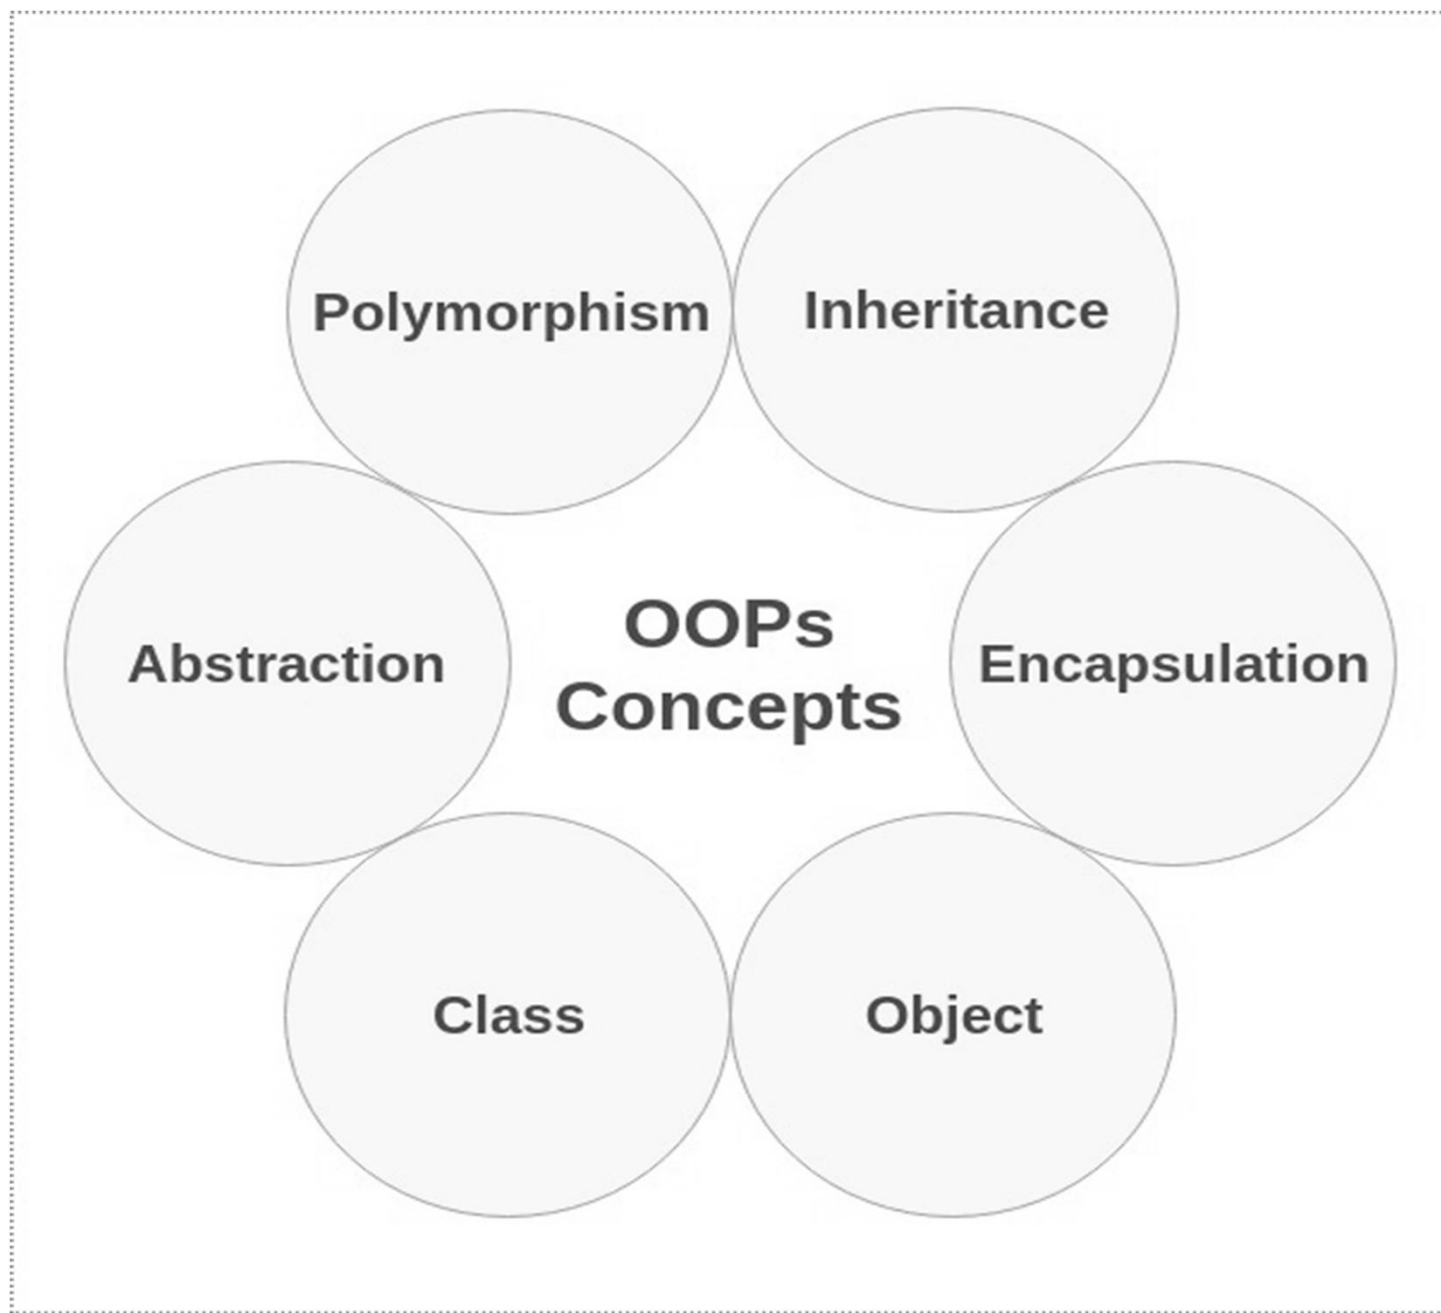 Polymorphism
Inheritance
Abstraction
OOPs
Concepts
Encapsulation
Class
Object